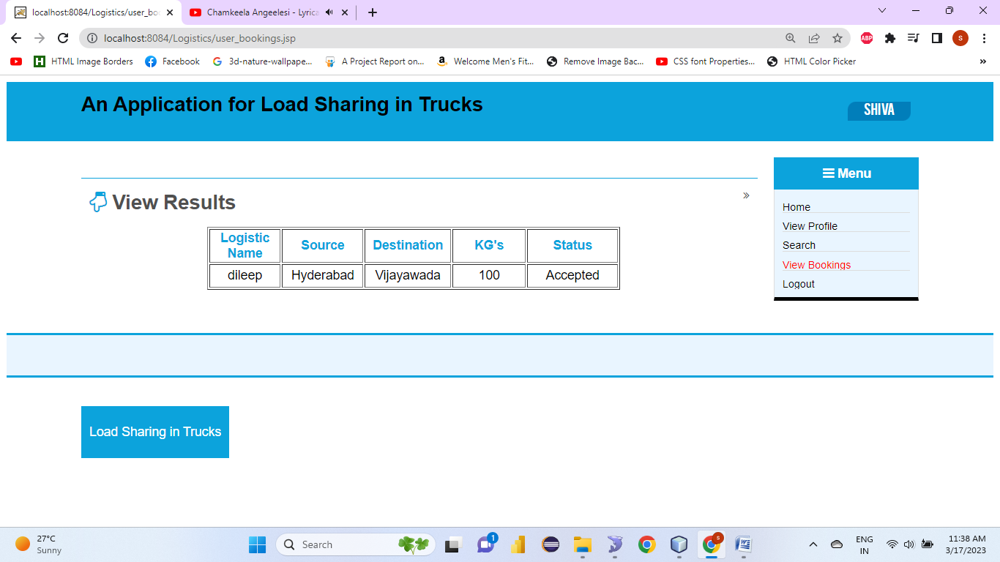 localhost:8084/Logistics/user_bo
Chamkeela Angeelesi - Lyrica
localhost:8084/Logistics/user_bookings.jsp
ABP
S
HTML Image Borders
Facebook
3d-nature-wallpape...
A Project Report on...
Welcome Men's Fit...
Remove Image Bac...
CSS font Properties...
HTML Color Picker
»
An Application for Load Sharing in Trucks
SHIVA
Menu
View Results
»
Home
View Profile
Search
View Bookings
Logout
Logistic Name Source Destination KG's Status
dileep Hyderabad Vijayawada 100 Accepted
Load Sharing in Trucks
27°C
Sunny
Search
1
S
ENG
IN
11:38 AM
3/17/2023